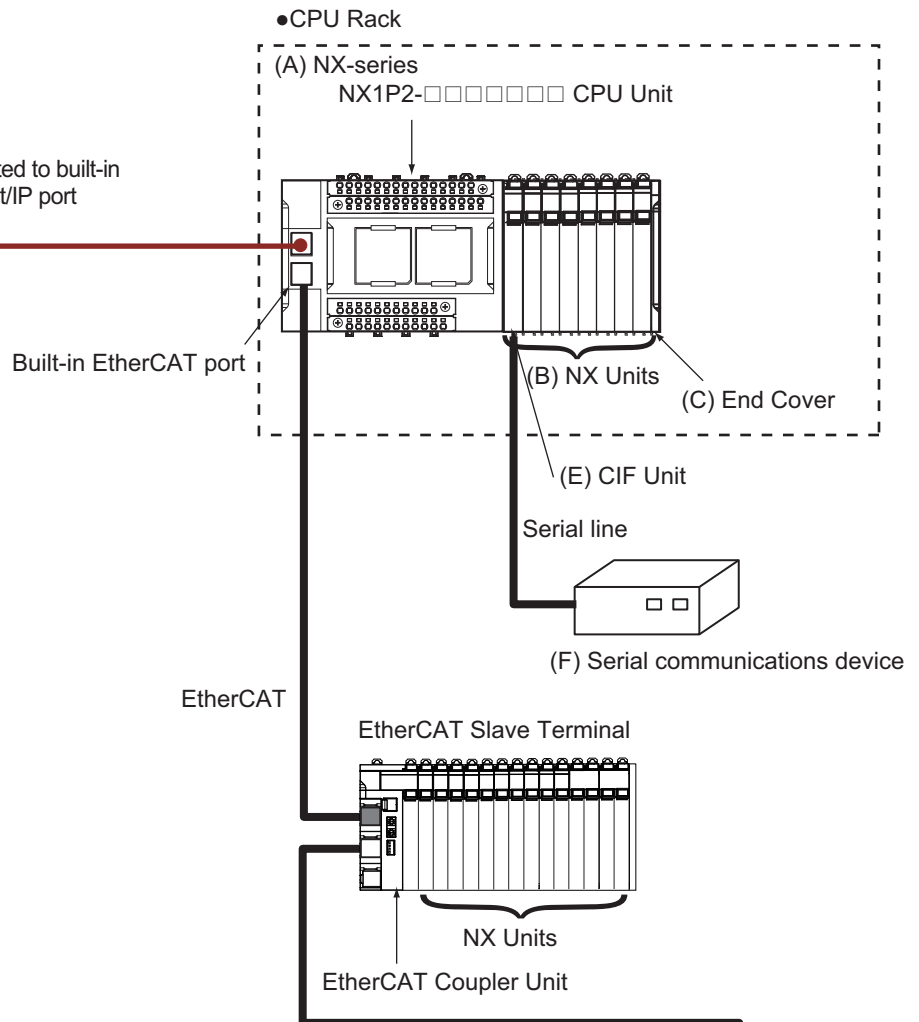 ●CPU Rack
(A) NX-series
NX1P2-□□□□□□□ CPU Unit
ed to built-in
t/IP port
Built-in EtherCAT port
(B) NX Units
(C) End Cover
(E) CIF Unit
Serial line
(F) Serial communications device
EtherCAT
EtherCAT Slave Terminal
NX Units
EtherCAT Coupler Unit